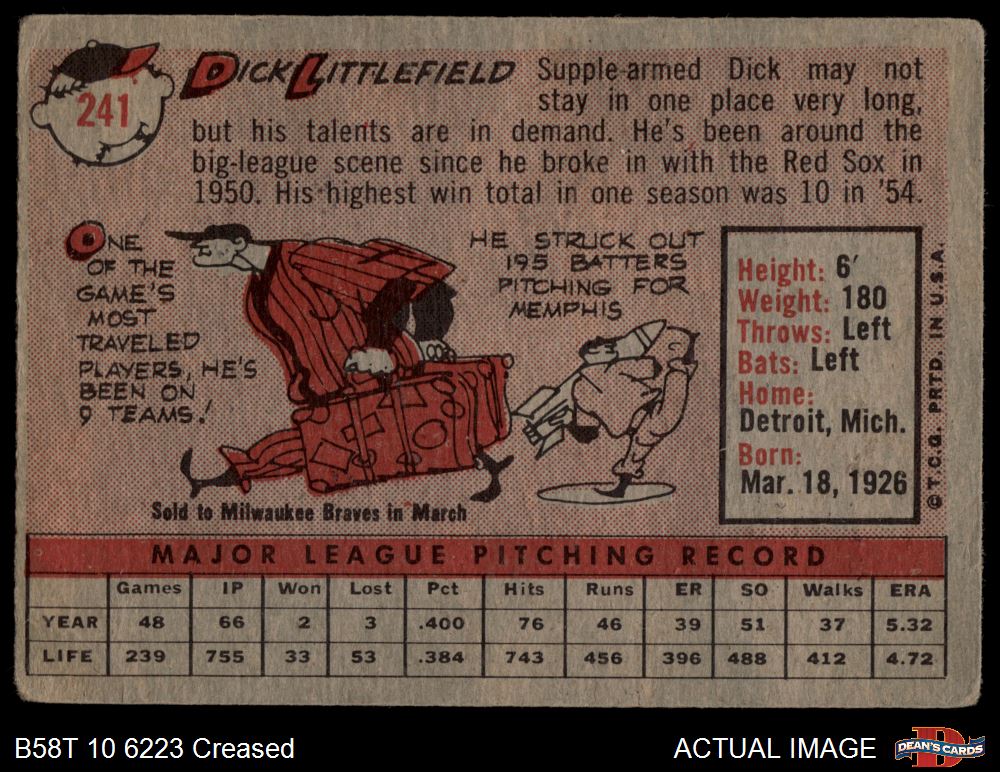 241
DICK LITTLEFIELD
Supple-armed Dick may not
stay in one place very long,
but his talents are in demand. He's been around the
big-league scene since he broke in with the Red Sox in
1950. His highest win total in one season was 10 in '54.
ONE
OF THE
GAME'S
MOST
TRAVELED
PLAYERS, HE'S
BEEN ON
9 TEAMS!
HE STRUCK OUT
195 BATTERS
PITCHING FOR
MEMPHIS
Height: 6'
Weight: 180
Throws: Left
Bats: Left
Home:
Detroit, Mich.
Born:
Mar. 18, 1926
©T.C.G. PRTD. IN U.S.A.
Sold to Milwaukee Braves in March
MAJOR LEAGUE PITCHING RECORD
Games IP Won Lost Pct Hits Runs ER SO Walks ERA
YEAR 48 66 2 3 .400 76 46 39 51 37 5.32
LIFE 239 755 33 53 .384 743 456 396 488 412 4.72
B58T 10 6223 Creased
ACTUAL IMAGE
DEAN'S CARDS